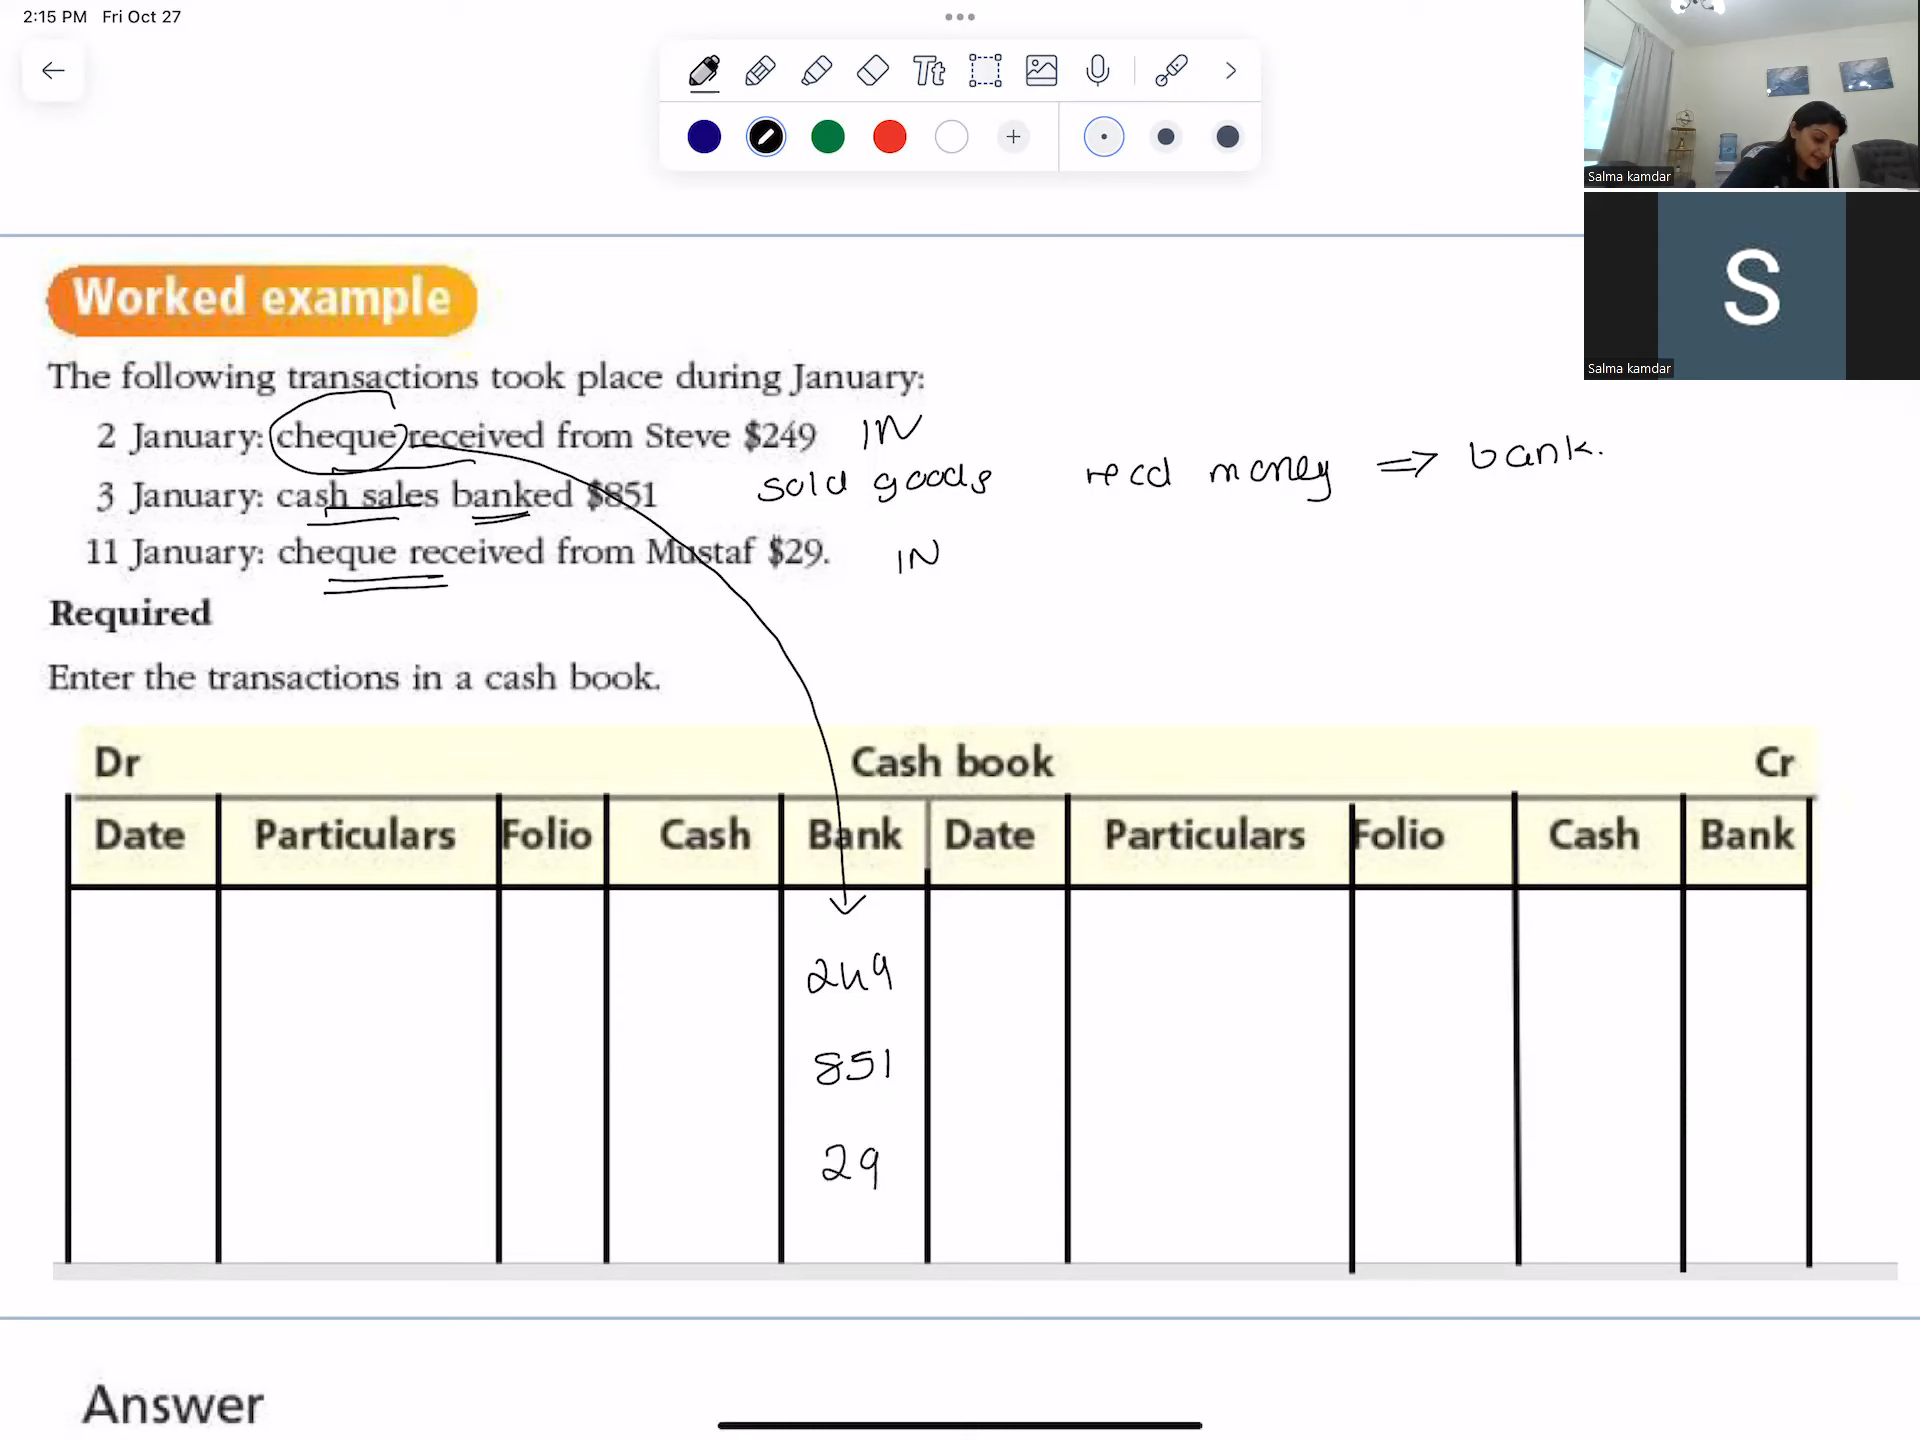 2:15 PM Fri Oct 27
Tt
Salma kamdar
S
Salma kamdar
Worked example
The following transactions took place during January:
2 January: cheque received from Steve $249 IN
sold goods recd money => bank.
3 January: cash sales banked $851
11 January: cheque received from Mustaf $29. IN
Required
Enter the transactions in a cash book.
Dr Cash book Cr
Date Particulars Folio Cash Bank Date Particulars Folio Cash Bank
249
851
29
Answer